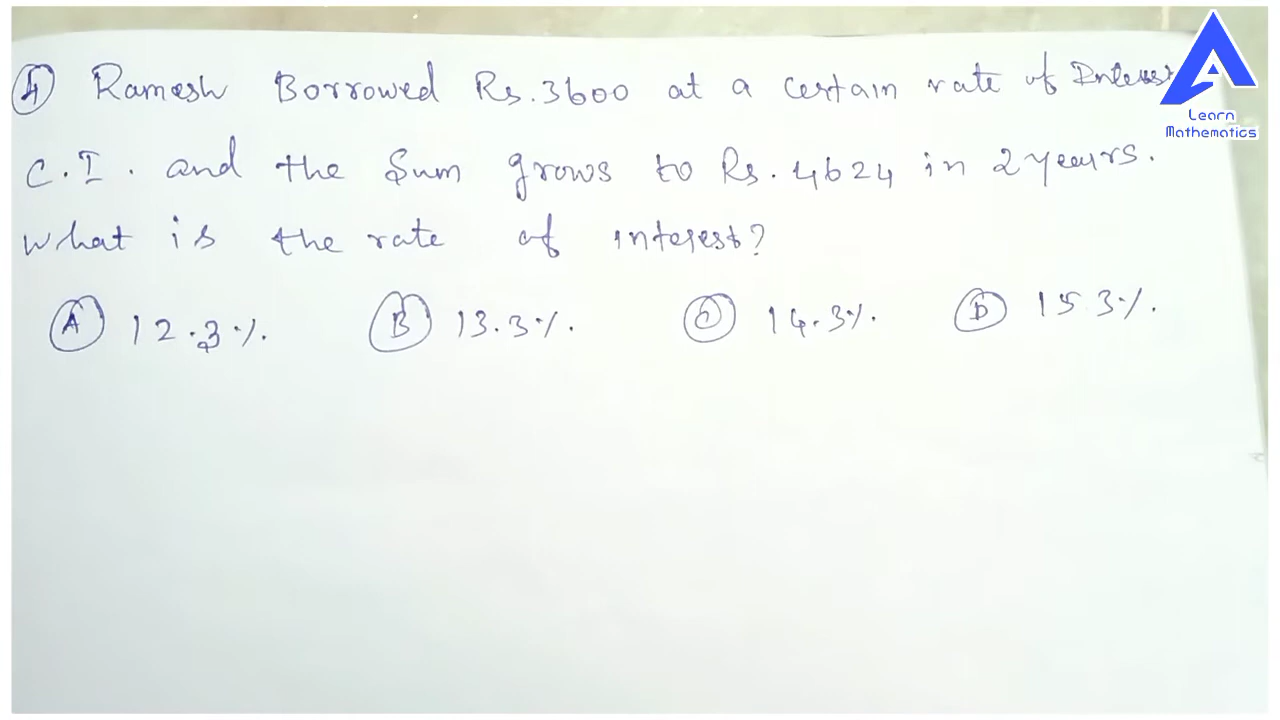 4 Ramesh Borrowed Rs. 3600 at a certain rate of Interest
C.I. and the Sum grows to Rs. 4624 in 2 years.
What is the rate of interest?
A 12.3%. B 13.3%. C 14.3%. D 15.3%.
Learn
Mathematics